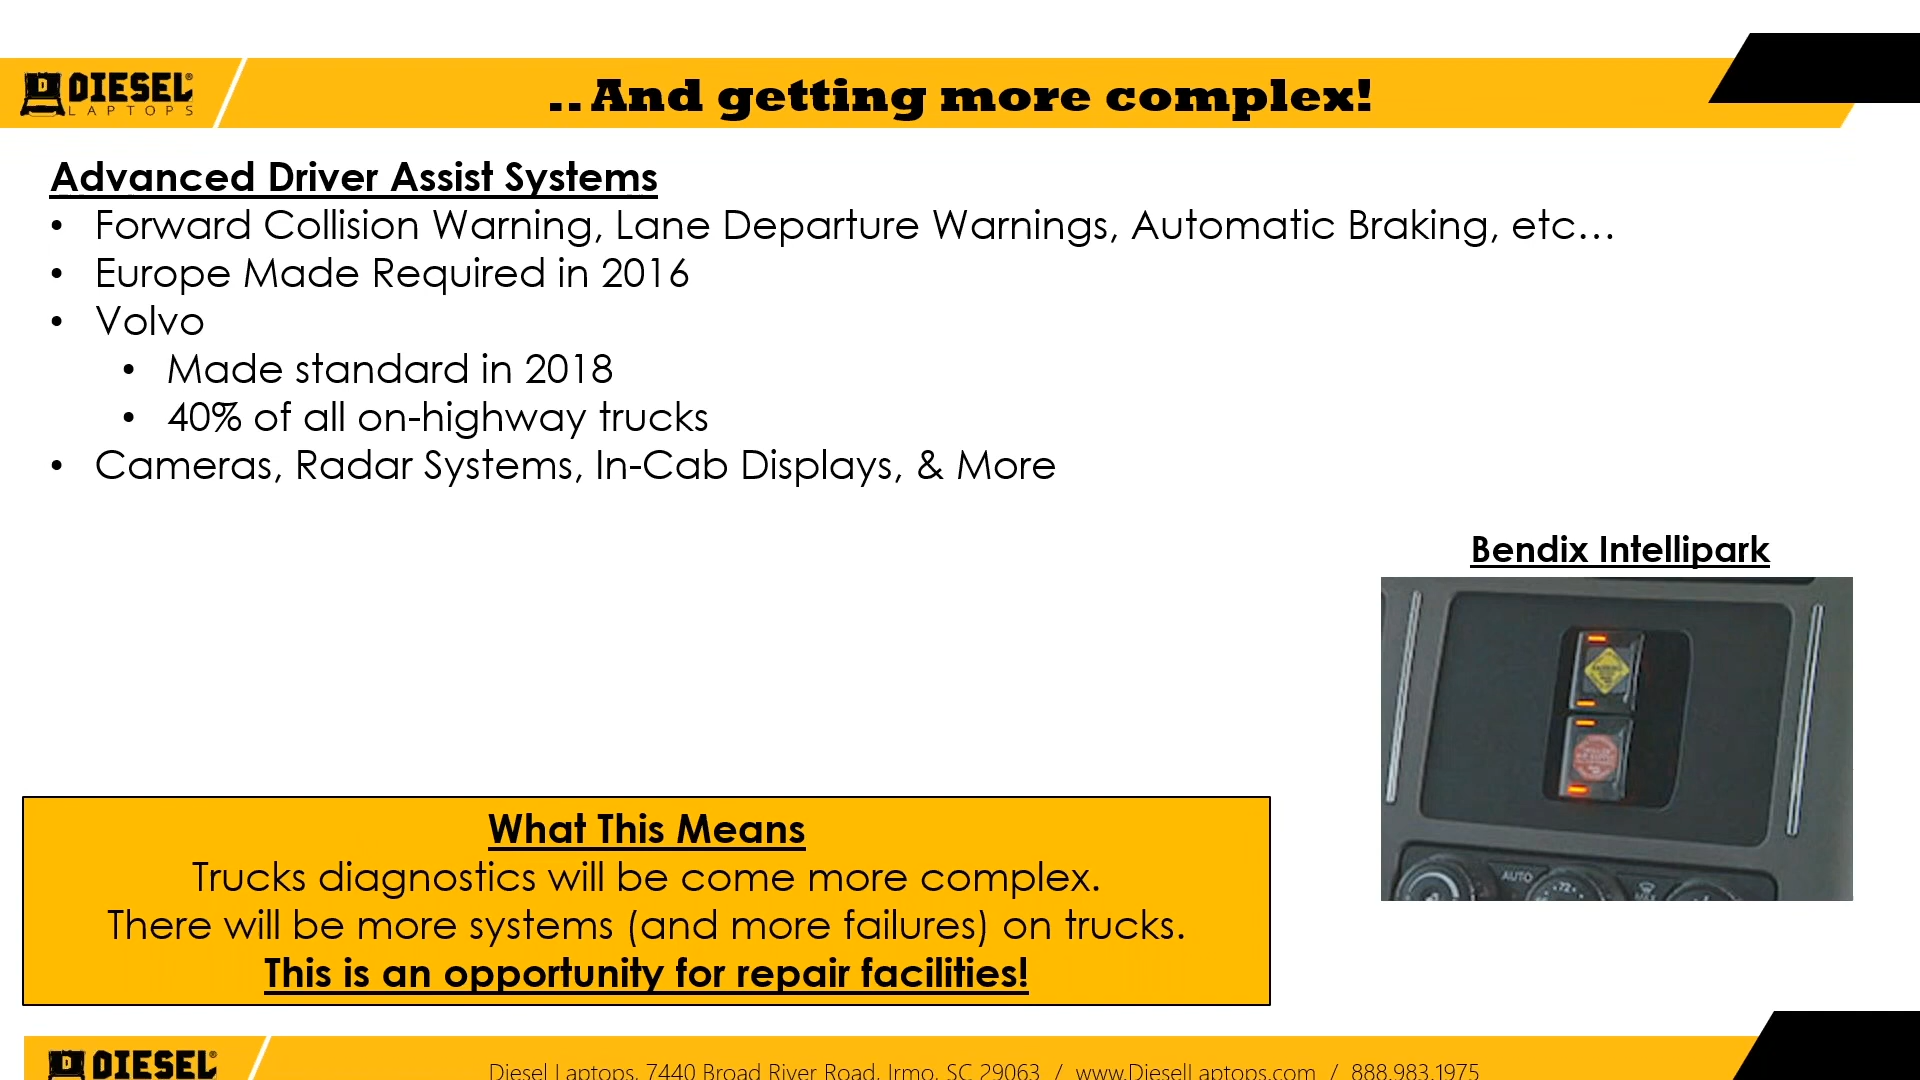 DIESEL®
LAPTOPS
..And getting more complex!
Advanced Driver Assist Systems
• Forward Collision Warning, Lane Departure Warnings, Automatic Braking, etc…
• Europe Made Required in 2016
• Volvo
• Made standard in 2018
• 40% of all on-highway trucks
• Cameras, Radar Systems, In-Cab Displays, & More
Bendix Intellipark
AUTO
72
What This Means
Trucks diagnostics will be come more complex.
There will be more systems (and more failures) on trucks.
This is an opportunity for repair facilities!
DIESEL®
Diesel Laptops, 7440 Broad River Road, Irmo, SC 29063 / www.DieselLaptops.com / 888.983.1975